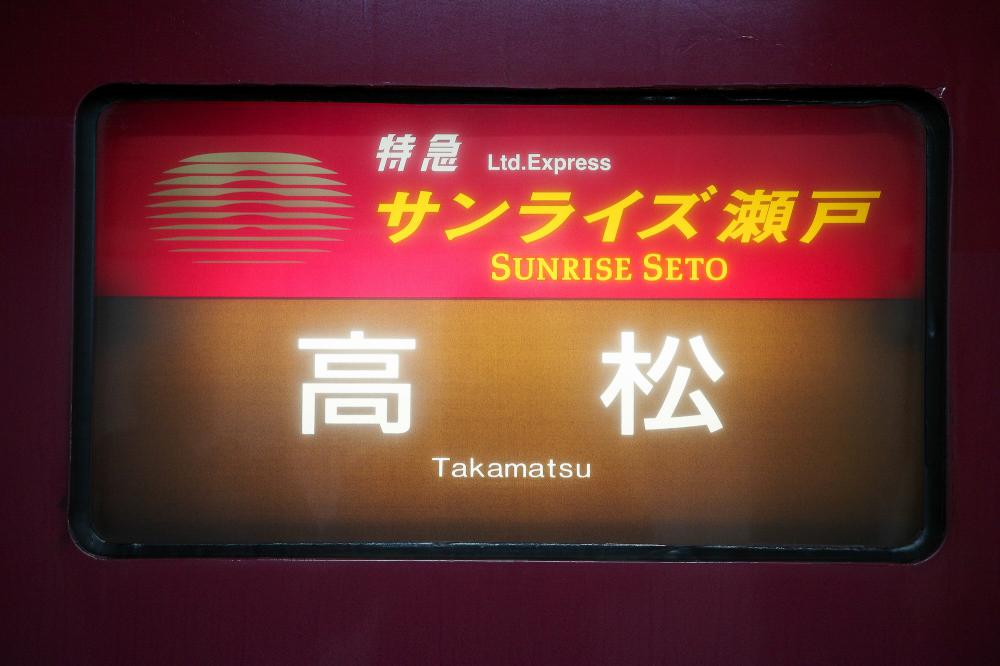 特急 Ltd.Express
サンライズ瀬戸
SUNRISE SETO
高松
Takamatsu